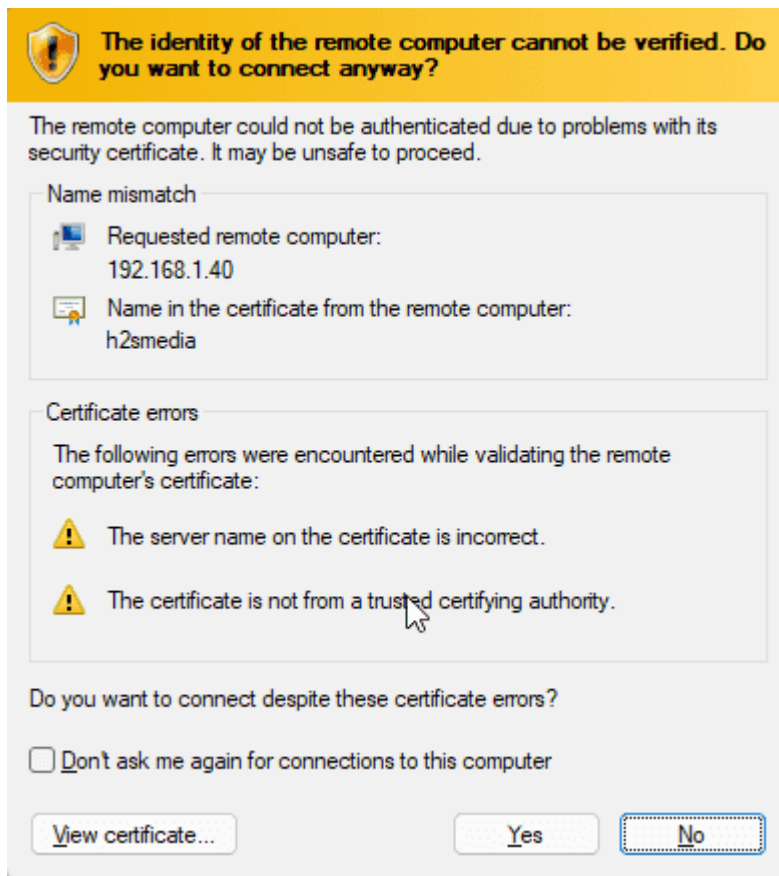 The identity of the remote computer cannot be verified. Do
you want to connect anyway?
The remote computer could not be authenticated due to problems with its
security certificate. It may be unsafe to proceed.
Name mismatch
Requested remote computer:
192.168.1.40
Name in the certificate from the remote computer:
h2smedia
Certificate errors
The following errors were encountered while validating the remote
computer's certificate:
The server name on the certificate is incorrect.
The certificate is not from a trusted certifying authority.
Do you want to connect despite these certificate errors?
Don't ask me again for connections to this computer
View certificate...
Yes
No